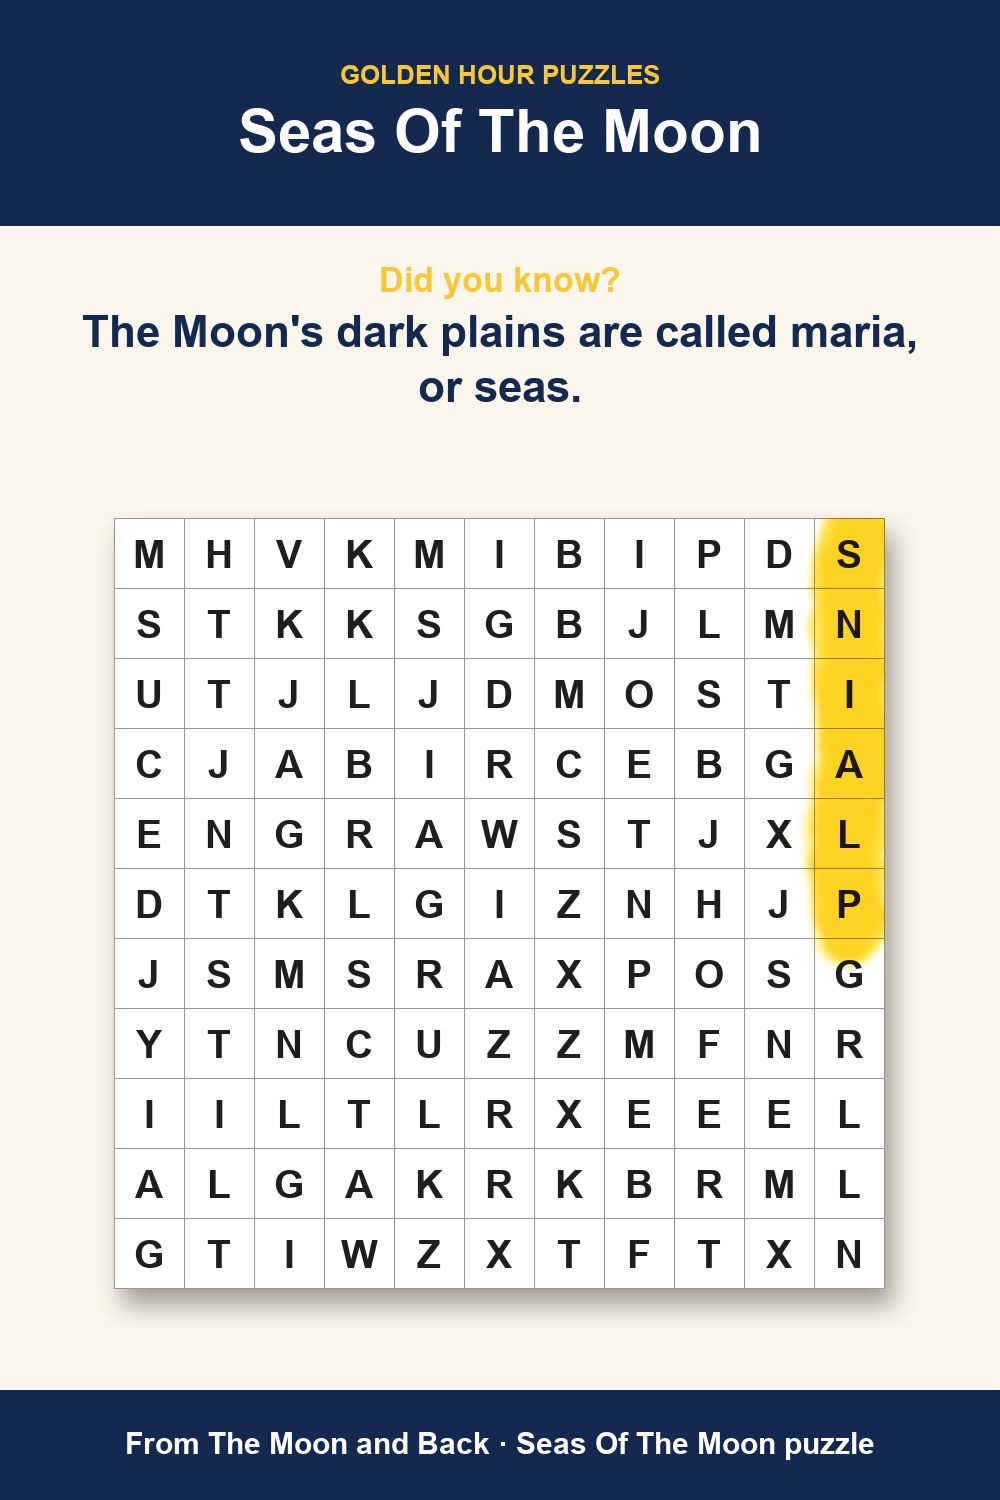 GOLDEN HOUR PUZZLES
Seas Of The Moon
Did you know?
The Moon's dark plains are called maria,
or seas.
M H V K M I B I P D S
S T K K S G B J L M N
U T J L J D M O S T I
C J A B I R C E B G A
E N G R A W S T J X L
D T K L G I Z N H J P
J S M S R A X P O S G
Y T N C U Z Z M F N R
I I L T L R X E E E L
A L G A K R K B R M L
G T I W Z X T F T X N
From The Moon and Back · Seas Of The Moon puzzle